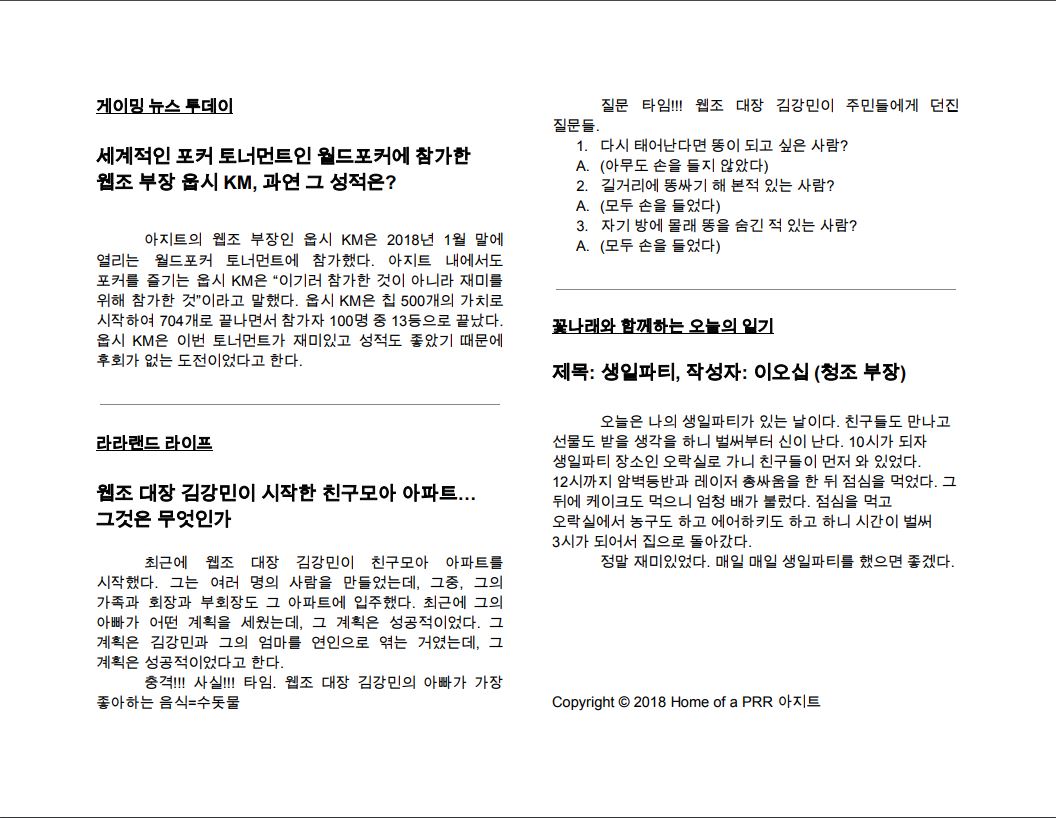 게이밍 뉴스 투데이
세계적인 포커 토너먼트인 월드포커에 참가한
웹조 부장 옵시 KM, 과연 그 성적은?
아지트의 웹조 부장인 옵시 KM은 2018년 1월 말에
열리는 월드포커 토너먼트에 참가했다. 아지트 내에서도
포커를 즐기는 옵시 KM은 “이기러 참가한 것이 아니라 재미를
위해 참가한 것”이라고 말했다. 옵시 KM은 칩 500개의 가치로
시작하여 704개로 끝나면서 참가자 100명 중 13등으로 끝났다.
옵시 KM은 이번 토너먼트가 재미있고 성적도 좋았기 때문에
후회가 없는 도전이었다고 한다.
라라랜드 라이프
웹조 대장 김강민이 시작한 친구모아 아파트...
그것은 무엇인가
최근에 웹조 대장 김강민이 친구모아 아파트를
시작했다. 그는 여러 명의 사람을 만들었는데, 그중, 그의
가족과 회장과 부회장도 그 아파트에 입주했다. 최근에 그의
아빠가 어떤 계획을 세웠는데, 그 계획은 성공적이었다. 그
계획은 김강민과 그의 엄마를 연인으로 엮는 거였는데, 그
계획은 성공적이었다고 한다.
충격!!! 사실!!! 타임. 웹조 대장 김강민의 아빠가 가장
좋아하는 음식=수돗물
질문 타임!!! 웹조 대장 김강민이 주민들에게 던진
질문들.
1. 다시 태어난다면 똥이 되고 싶은 사람?
A. (아무도 손을 들지 않았다)
2. 길거리에 똥싸기 해 본적 있는 사람?
A. (모두 손을 들었다)
3. 자기 방에 몰래 똥을 숨긴 적 있는 사람?
A. (모두 손을 들었다)
꽃나래와 함께하는 오늘의 일기
제목: 생일파티, 작성자: 이오십 (청조 부장)
오늘은 나의 생일파티가 있는 날이다. 친구들도 만나고
선물도 받을 생각을 하니 벌써부터 신이 난다. 10시가 되자
생일파티 장소인 오락실로 가니 친구들이 먼저 와 있었다.
12시까지 암벽등반과 레이저 총싸움을 한 뒤 점심을 먹었다. 그
뒤에 케이크도 먹으니 엄청 배가 불렀다. 점심을 먹고
오락실에서 농구도 하고 에어하키도 하고 하니 시간이 벌써
3시가 되어서 집으로 돌아갔다.
정말 재미있었다. 매일 매일 생일파티를 했으면 좋겠다.
Copyright © 2018 Home of a PRR 아지트